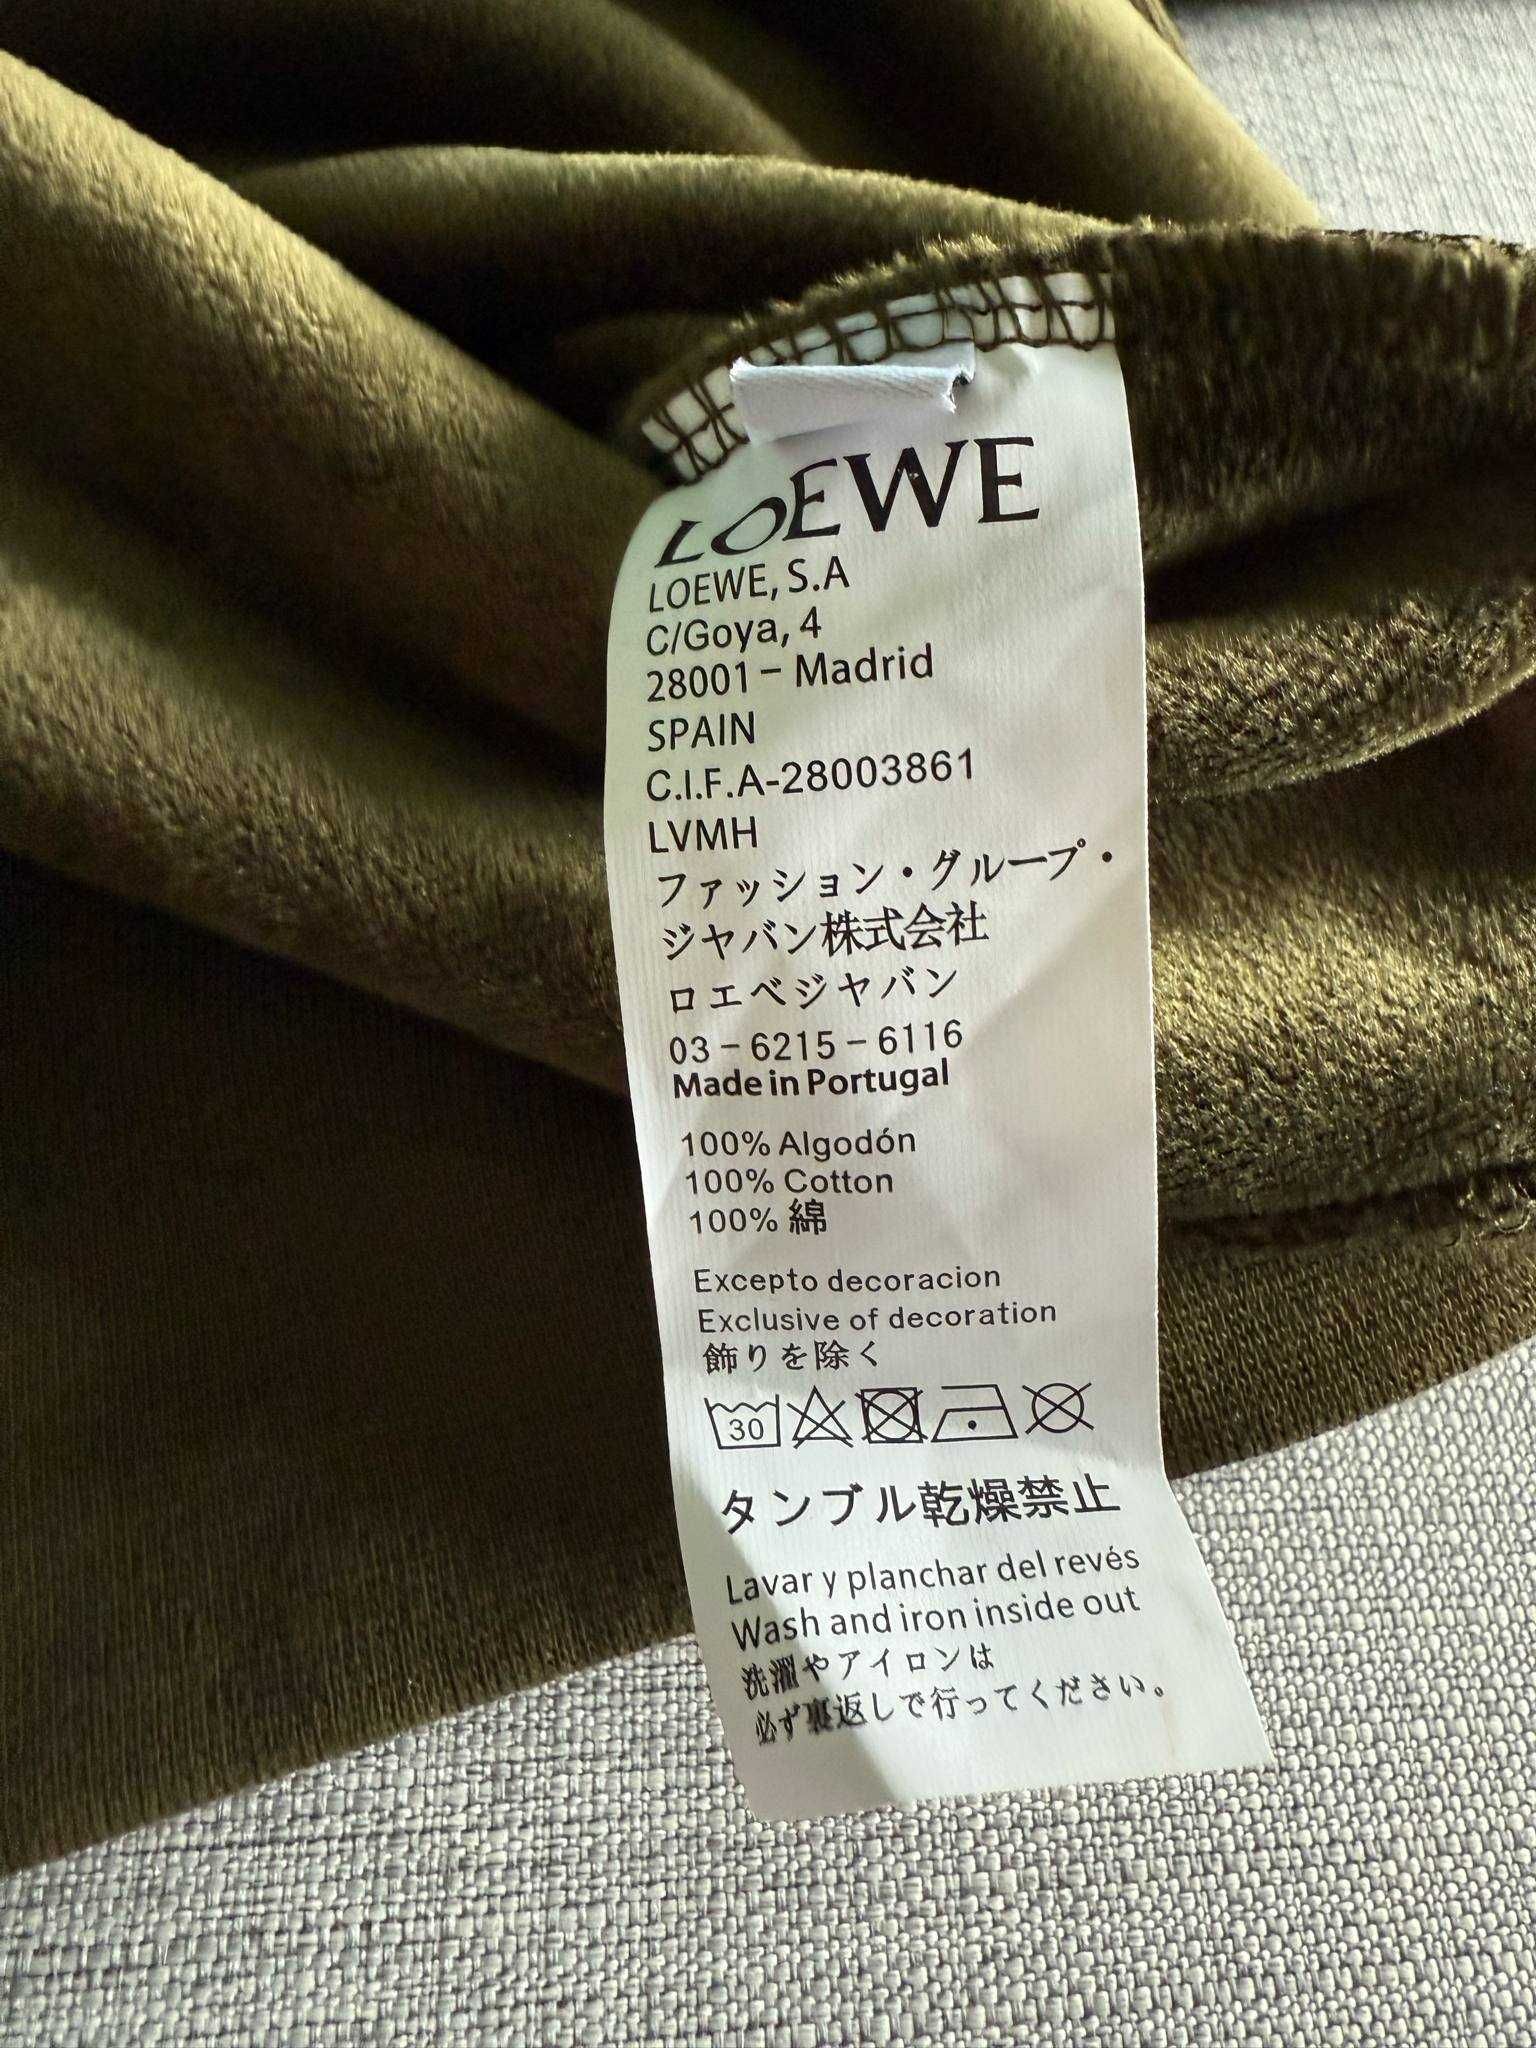 LOEWE
LOEWE, S.A
C/Goya, 4
28001 – Madrid
SPAIN
C.I.F.A-28003861
LVMH
ファッション・グループ・
ジャバン株式会社
ロエベジャバン
03 – 6215 – 6116
Made in Portugal
100% Algodón
100% Cotton
100% 綿
Excepto decoracion
Exclusive of decoration
飾りを除く
30
タンブル乾燥禁止
Lavar y planchar del revés
Wash and iron inside out
洗濯やアイロンは
必ず裏返しで行ってください。